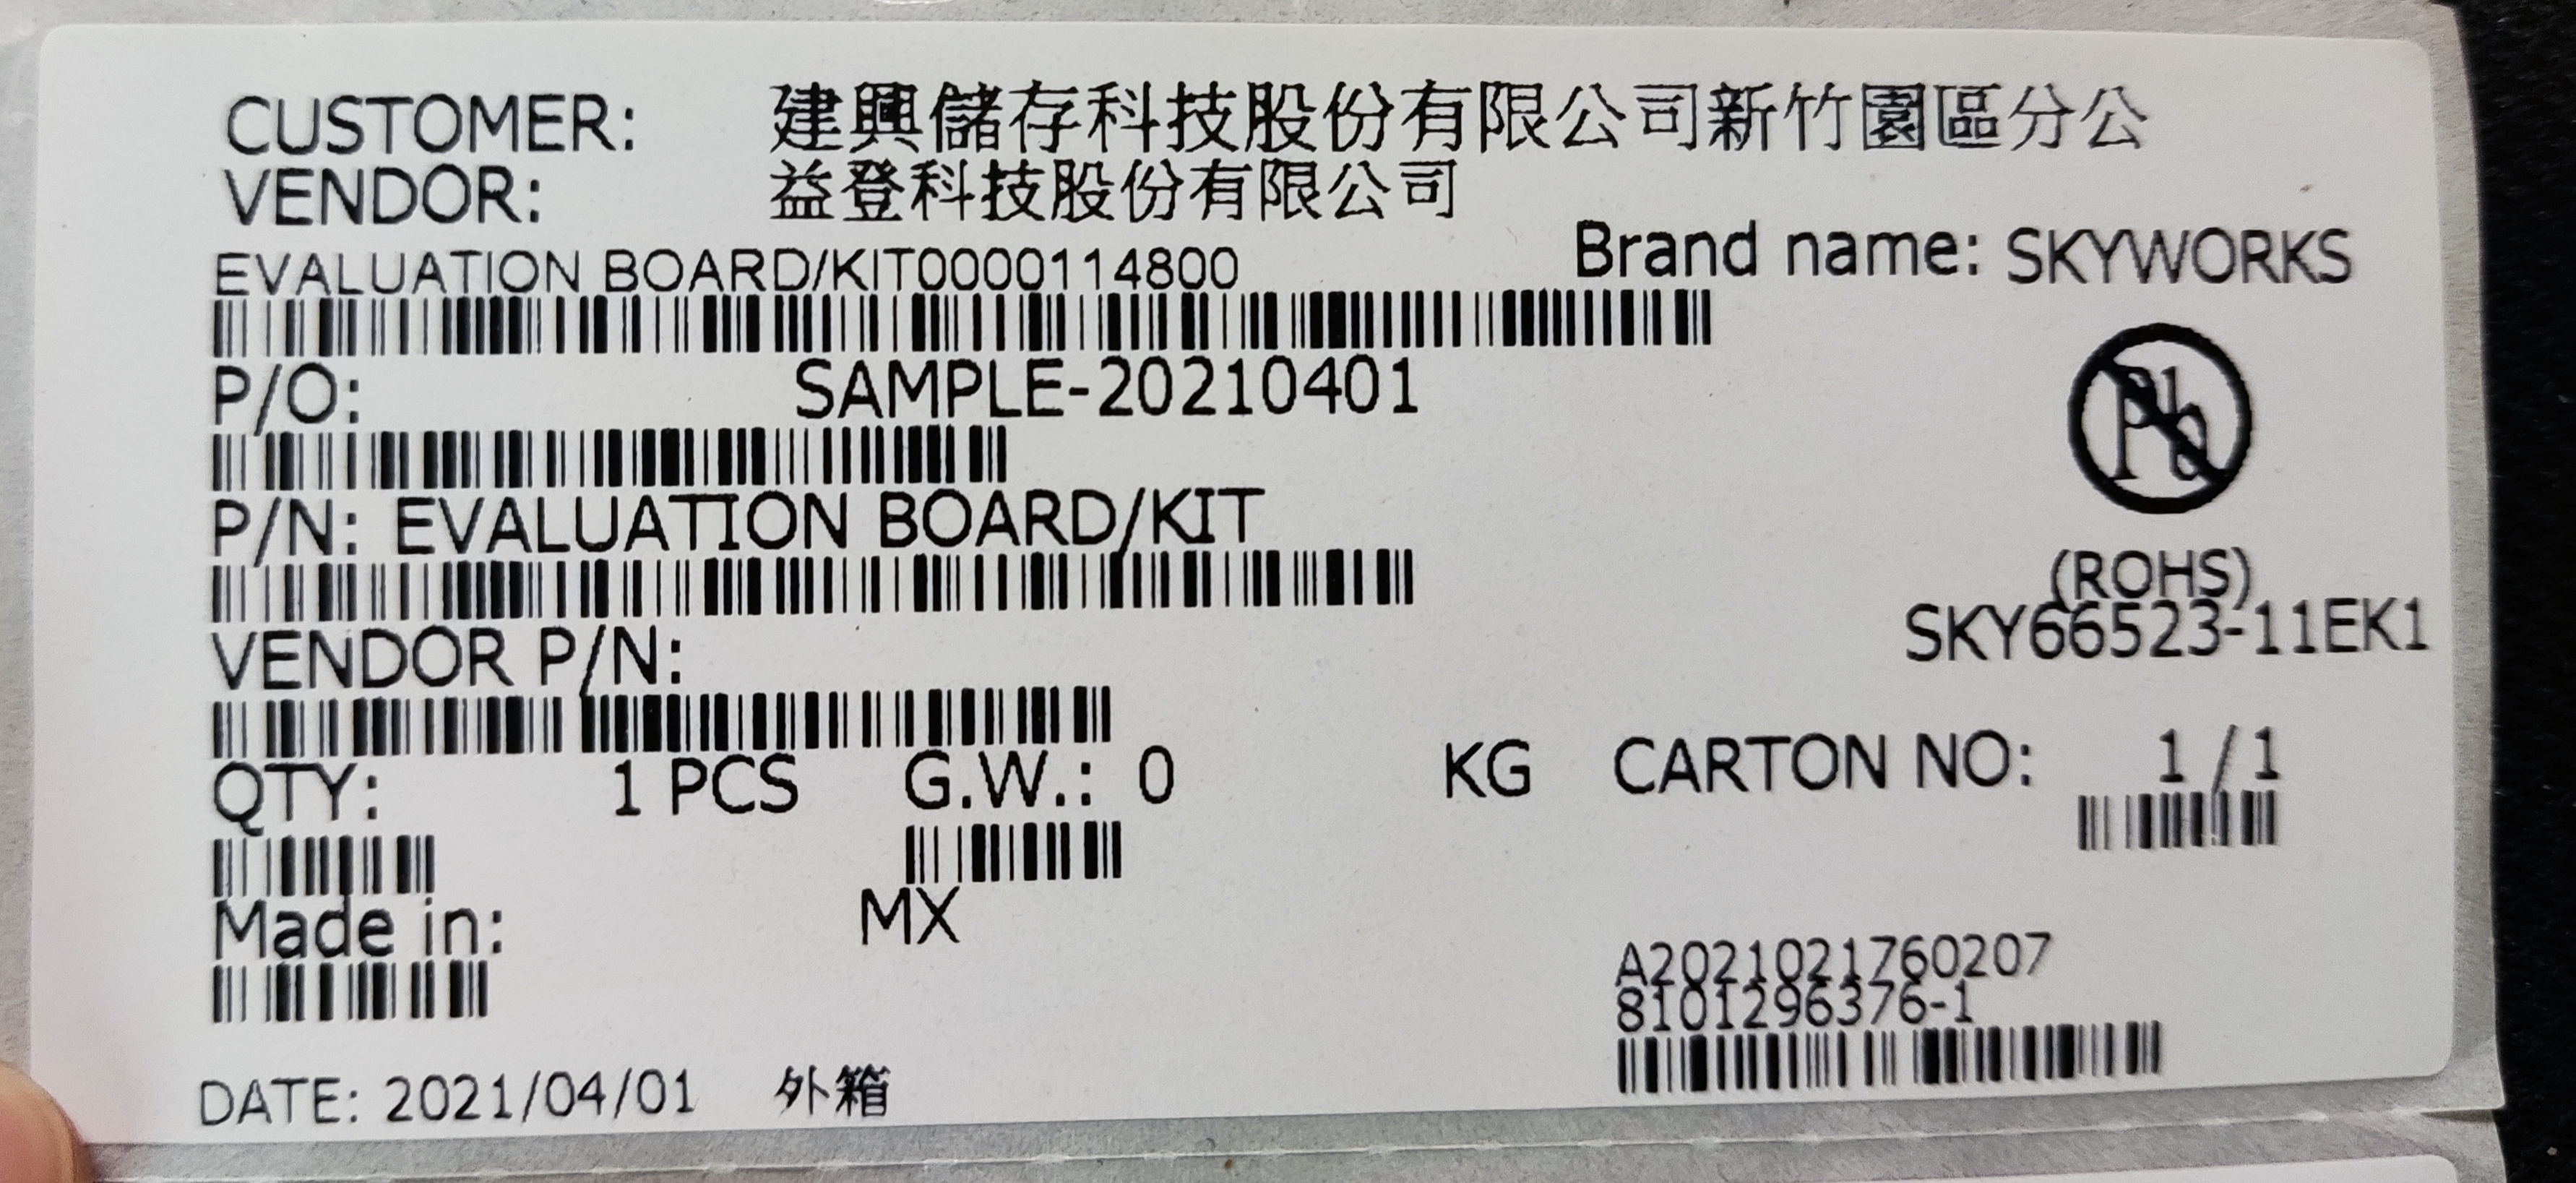 CUSTOMER: 建興儲存科技股份有限公司新竹園區分公
VENDOR: 益登科技股份有限公司
EVALUATION BOARD/KIT0000114800
Brand name: SKYWORKS
P/O: SAMPLE-20210401
Pb
P/N: EVALUATION BOARD/KIT
(ROHS)
VENDOR P/N: SKY66523-11EK1
QTY: 1 PCS G.W.: 0 KG CARTON NO: 1 / 1
Made in: MX
A2021021760207
8101296376-1
DATE: 2021/04/01 外箱